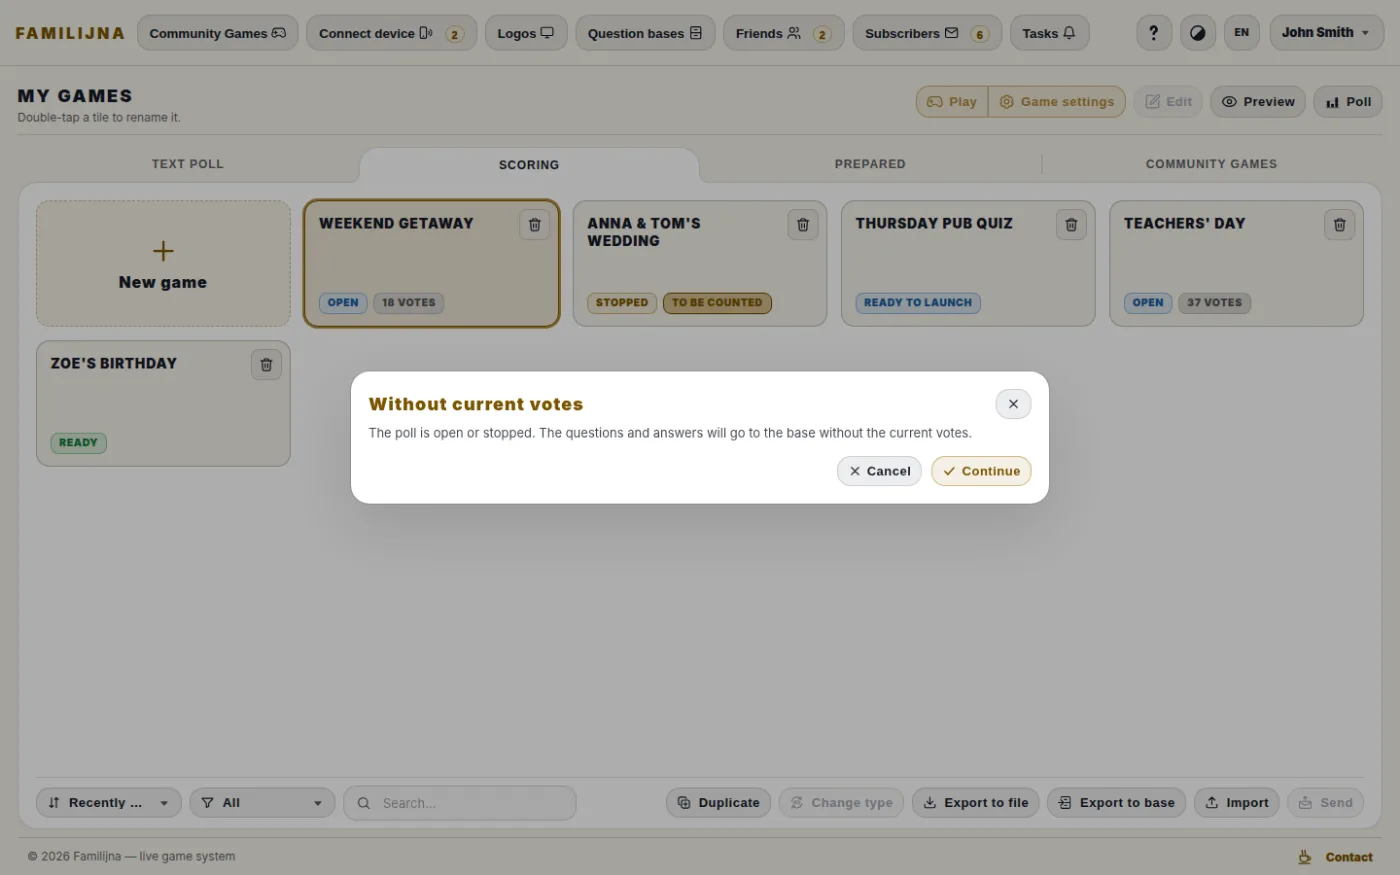 FAMILIJNA
Community Games
Connect device 2
Logos
Question bases
Friends 2
Subscribers 6
Tasks
?
EN
John Smith
MY GAMES
Double-tap a tile to rename it.
Play
Game settings
Edit
Preview
Poll
TEXT POLL
SCORING
PREPARED
COMMUNITY GAMES
New game
WEEKEND GETAWAY
OPEN
18 VOTES
ANNA & TOM'S
WEDDING
STOPPED
TO BE COUNTED
THURSDAY PUB QUIZ
READY TO LAUNCH
TEACHERS' DAY
OPEN
37 VOTES
ZOE'S BIRTHDAY
READY
Without current votes
The poll is open or stopped. The questions and answers will go to the base without the current votes.
Cancel
Continue
Recently ...
All
Search...
Duplicate
Change type
Export to file
Export to base
Import
Send
© 2026 Familijna — live game system
Contact